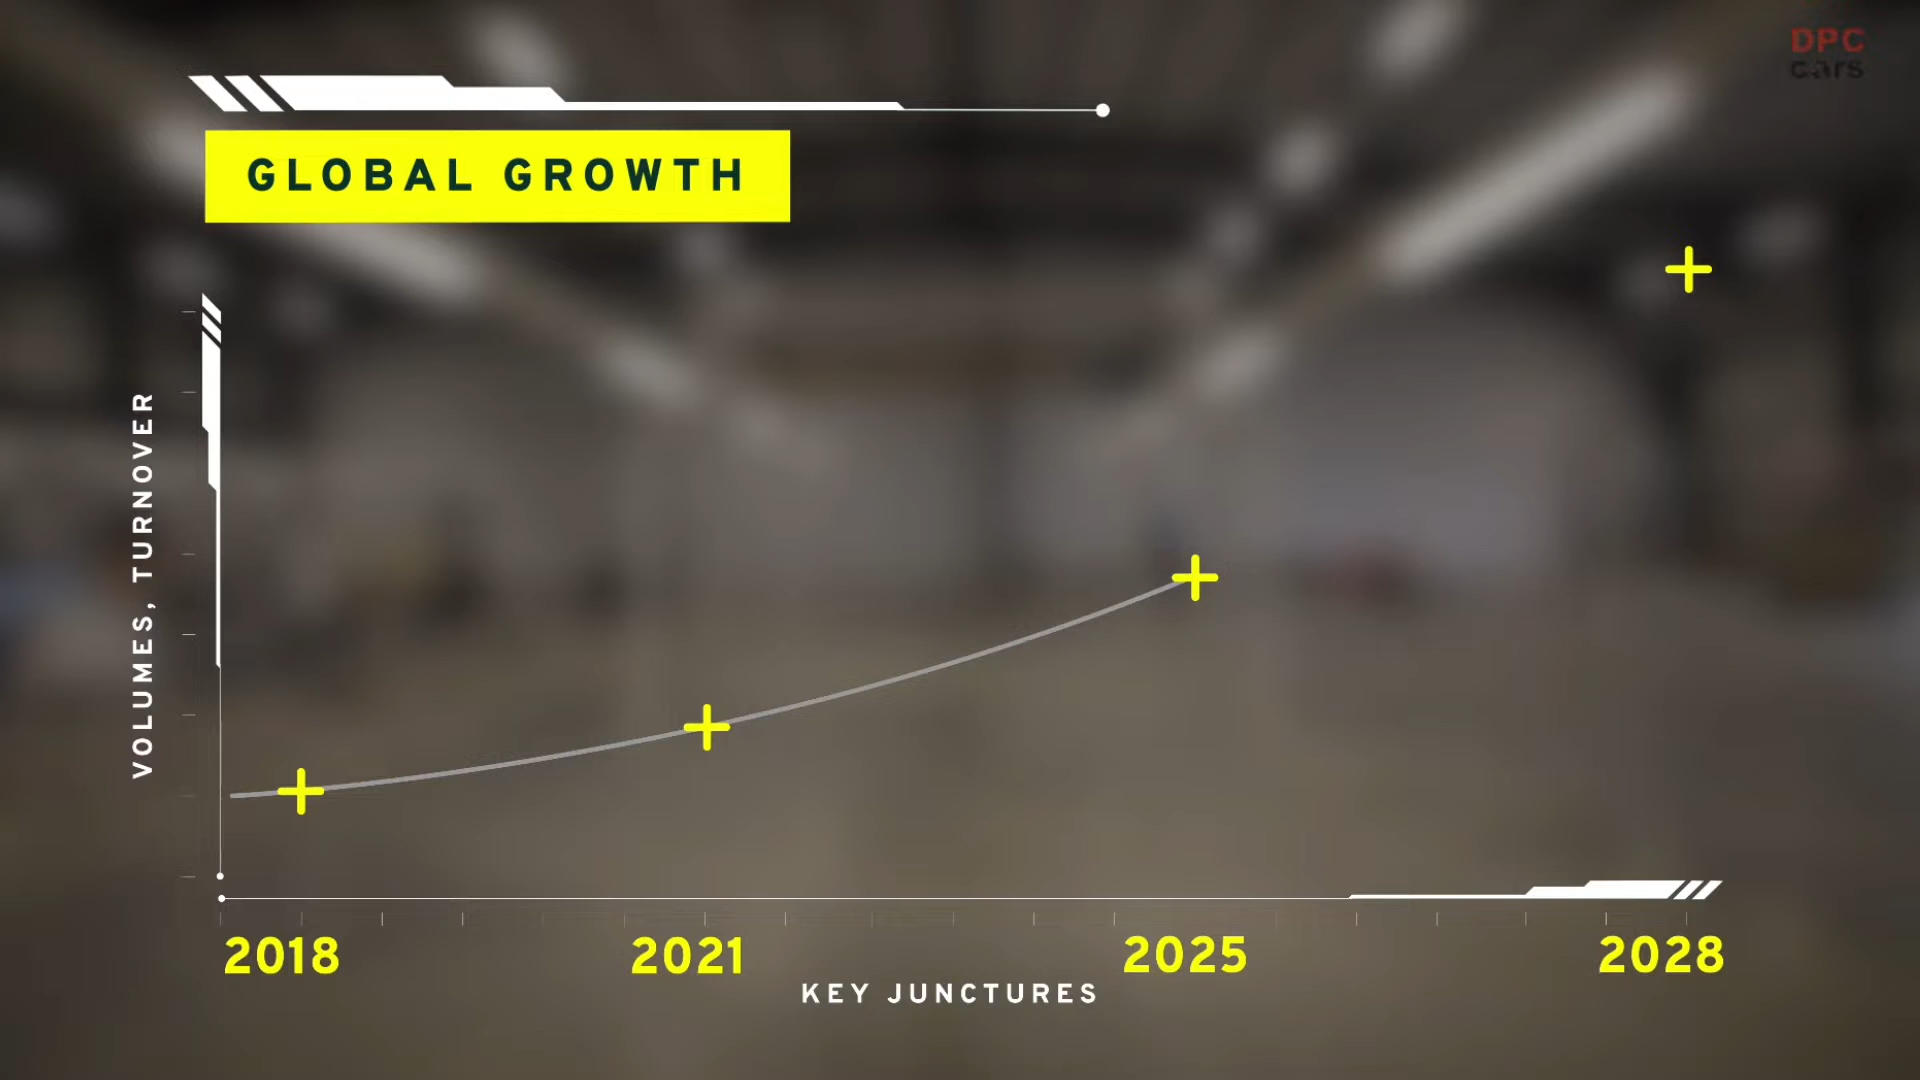 DPC
cars
GLOBAL GROWTH
VOLUMES, TURNOVER
2018 2021 2025 2028
KEY JUNCTURES